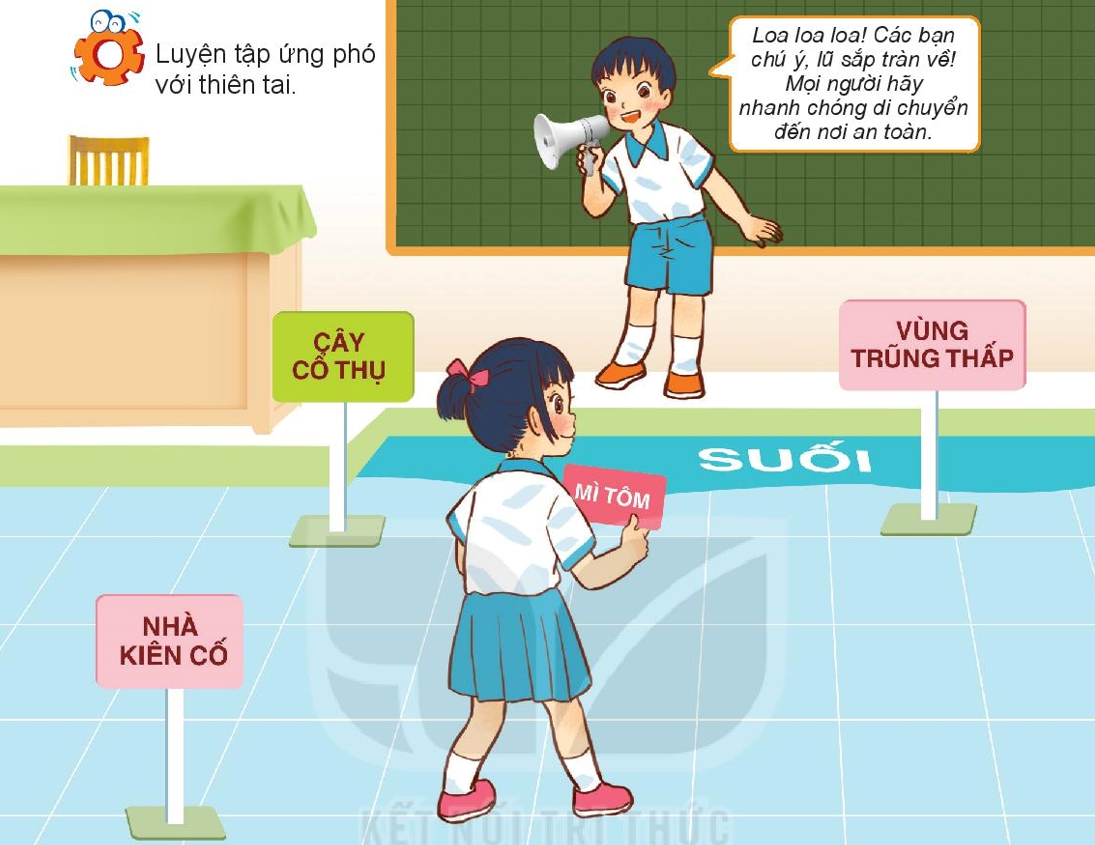 Luyện tập ứng phó
với thiên tai.
Loa loa loa! Các bạn
chú ý, lũ sắp tràn về!
Mọi người hãy
nhanh chóng di chuyển
đến nơi an toàn.
CÂY
CỔ THỤ
VÙNG
TRŨNG THẤP
SUỐI
MÌ TÔM
NHÀ
KIÊN CỐ
KẾT NỐI TRI THỨC